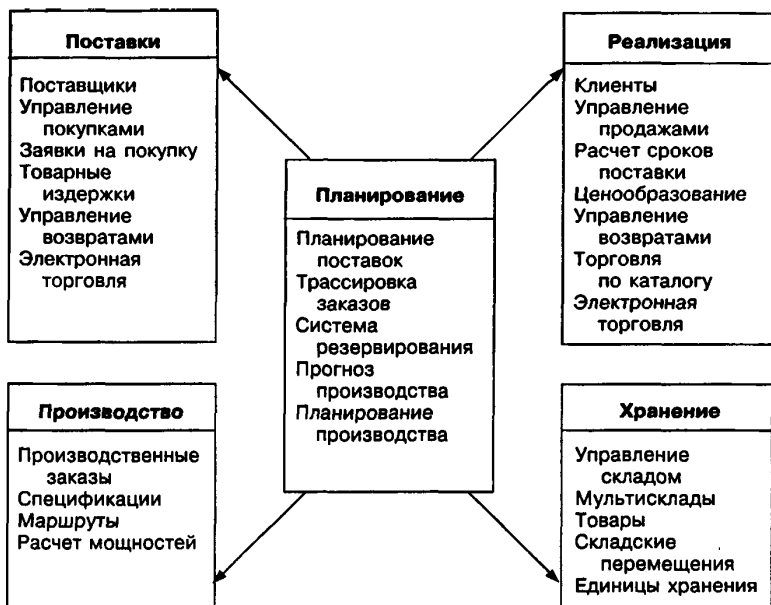 Поставки
Поставщики
Управление
покупками
Заявки на покупку
Товарные
издержки
Управление
возвратами
Электронная
торговля
Реализация
Клиенты
Управление
продажами
Расчет сроков
поставки
Ценообразование
Управление
возвратами
Торговля
по каталогу
Электронная
торговля
Планирование
Планирование
поставок
Трассировка
заказов
Система
резервирования
Прогноз
производства
Планирование
производства
Производство
Производственные
заказы
Спецификации
Маршруты
Расчет мощностей
Хранение
Управление
складом
Мультисклады
Товары
Складские
перемещения
Единицы хранения